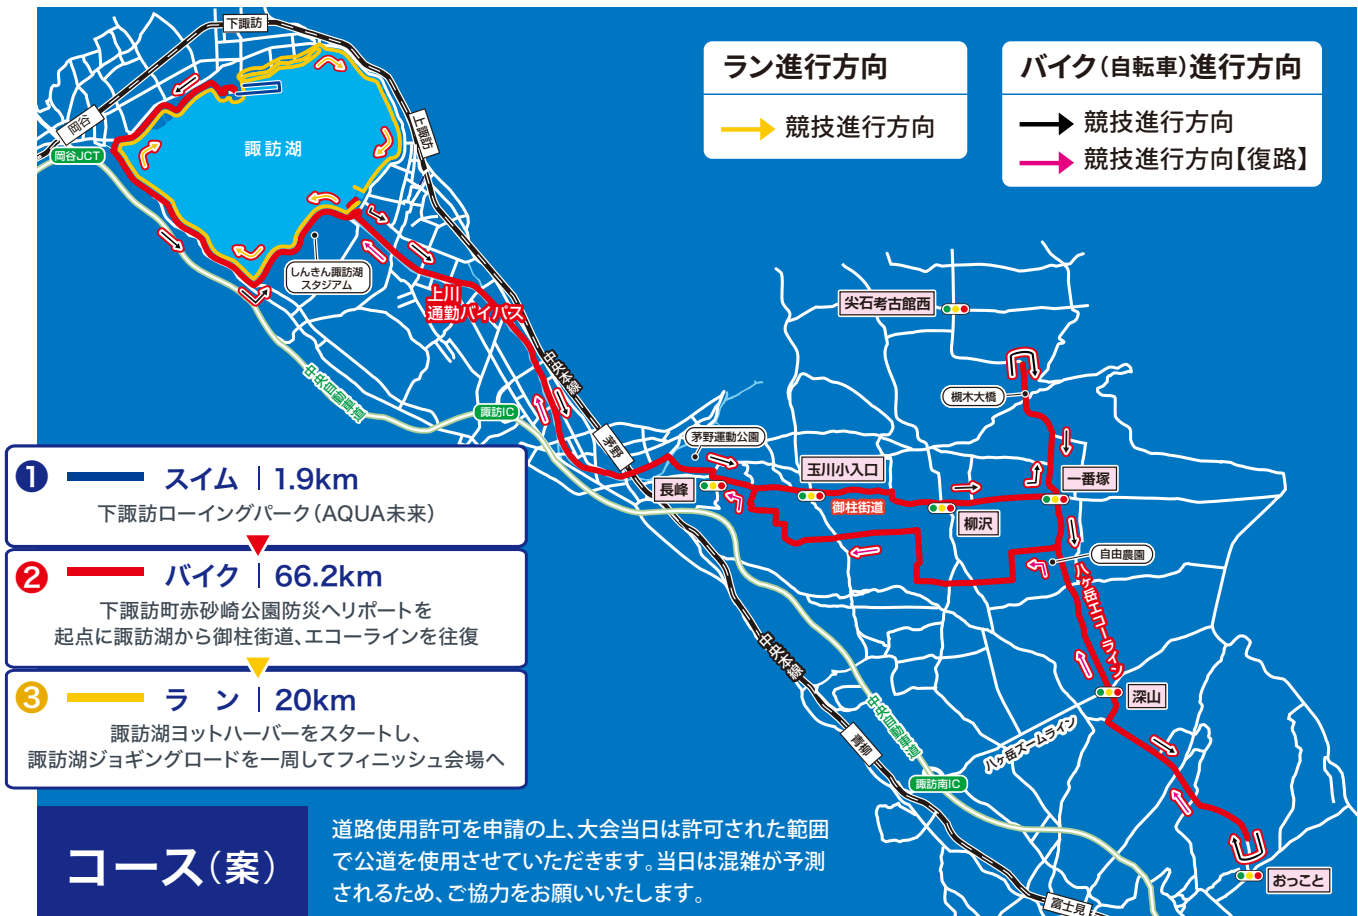 下諏訪
岡谷
岡谷JCT
諏訪湖
上諏訪
しんきん諏訪湖
スタジアム
上川
通勤バイパス
中央自動車道
諏訪IC
中央本線
茅野
ラン進行方向
競技進行方向
バイク(自転車)進行方向
競技進行方向
競技進行方向【復路】
尖石考古館西
槻木大橋
茅野運動公園
玉川小入口
長峰
御柱街道
柳沢
一番塚
自由農園
八ヶ岳エコーライン
深山
八ヶ岳ズームライン
中央本線
中央自動車道
青柳
諏訪南IC
おっこと
富士見
1 スイム | 1.9km
下諏訪ローイングパーク(AQUA未来)
2 バイク | 66.2km
下諏訪町赤砂崎公園防災ヘリポートを
起点に諏訪湖から御柱街道、エコーラインを往復
3 ラン | 20km
諏訪湖ヨットハーバーをスタートし、
諏訪湖ジョギングロードを一周してフィニッシュ会場へ
コース(案)
道路使用許可を申請の上、大会当日は許可された範囲
で公道を使用させていただきます。当日は混雑が予測
されるため、ご協力をお願いいたします。